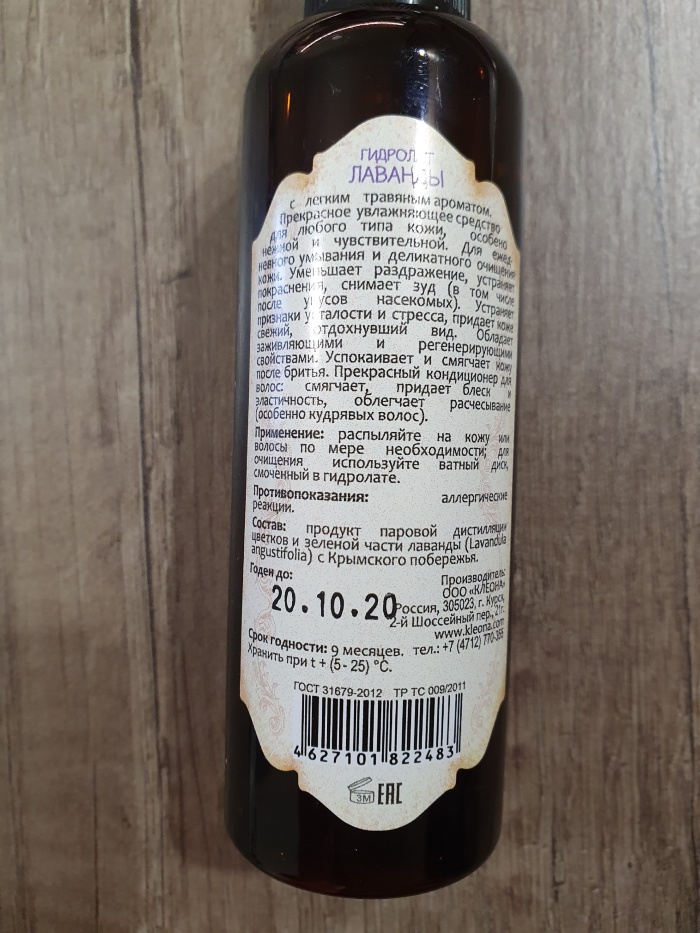 ГИДРОЛАТ
ЛАВАНДЫ
с легким травяным ароматом.
Прекрасное увлажняющее средство
для любого типа кожи, особено
нежной и чувствительной. Для ежед-
невного умывания и деликатного очищения
кожи. Уменьшает раздражение, устраняет
покраснения, снимает зуд (в том числе
после укусов насекомых). Устраняет
признаки усталости и стресса, придает коже
свежий, отдохнувший вид. Обладает
заживляющими и регенерирующими
свойствами. Успокаивает и смягчает кожу
после бритья. Прекрасный кондиционер для
волос: смягчает, придает блеск и
эластичность, облегчает расчесывание
(особенно кудрявых волос).
Применение: распыляйте на кожу или
волосы по мере необходимости; для
очищения используйте ватный диск,
смоченный в гидролате.
Противопоказания: аллергические
реакции.
Состав: продукт паровой дистилляции
цветков и зеленой части лаванды (Lavandula
angustifolia) с Крымского побережья.
Годен до:
20.10.20
Производитель:
ООО «КЛЕОНА»
Россия, 305023, г. Курск,
2-й Шоссейный пер., 21г.
www.kleona.com
тел.: +7 (4712) 770-365
Срок годности: 9 месяцев.
Хранить при t + (5 - 25) °C.
ГОСТ 31679-2012 ТР ТС 009/2011
4 627101 822483
3М ЕАС